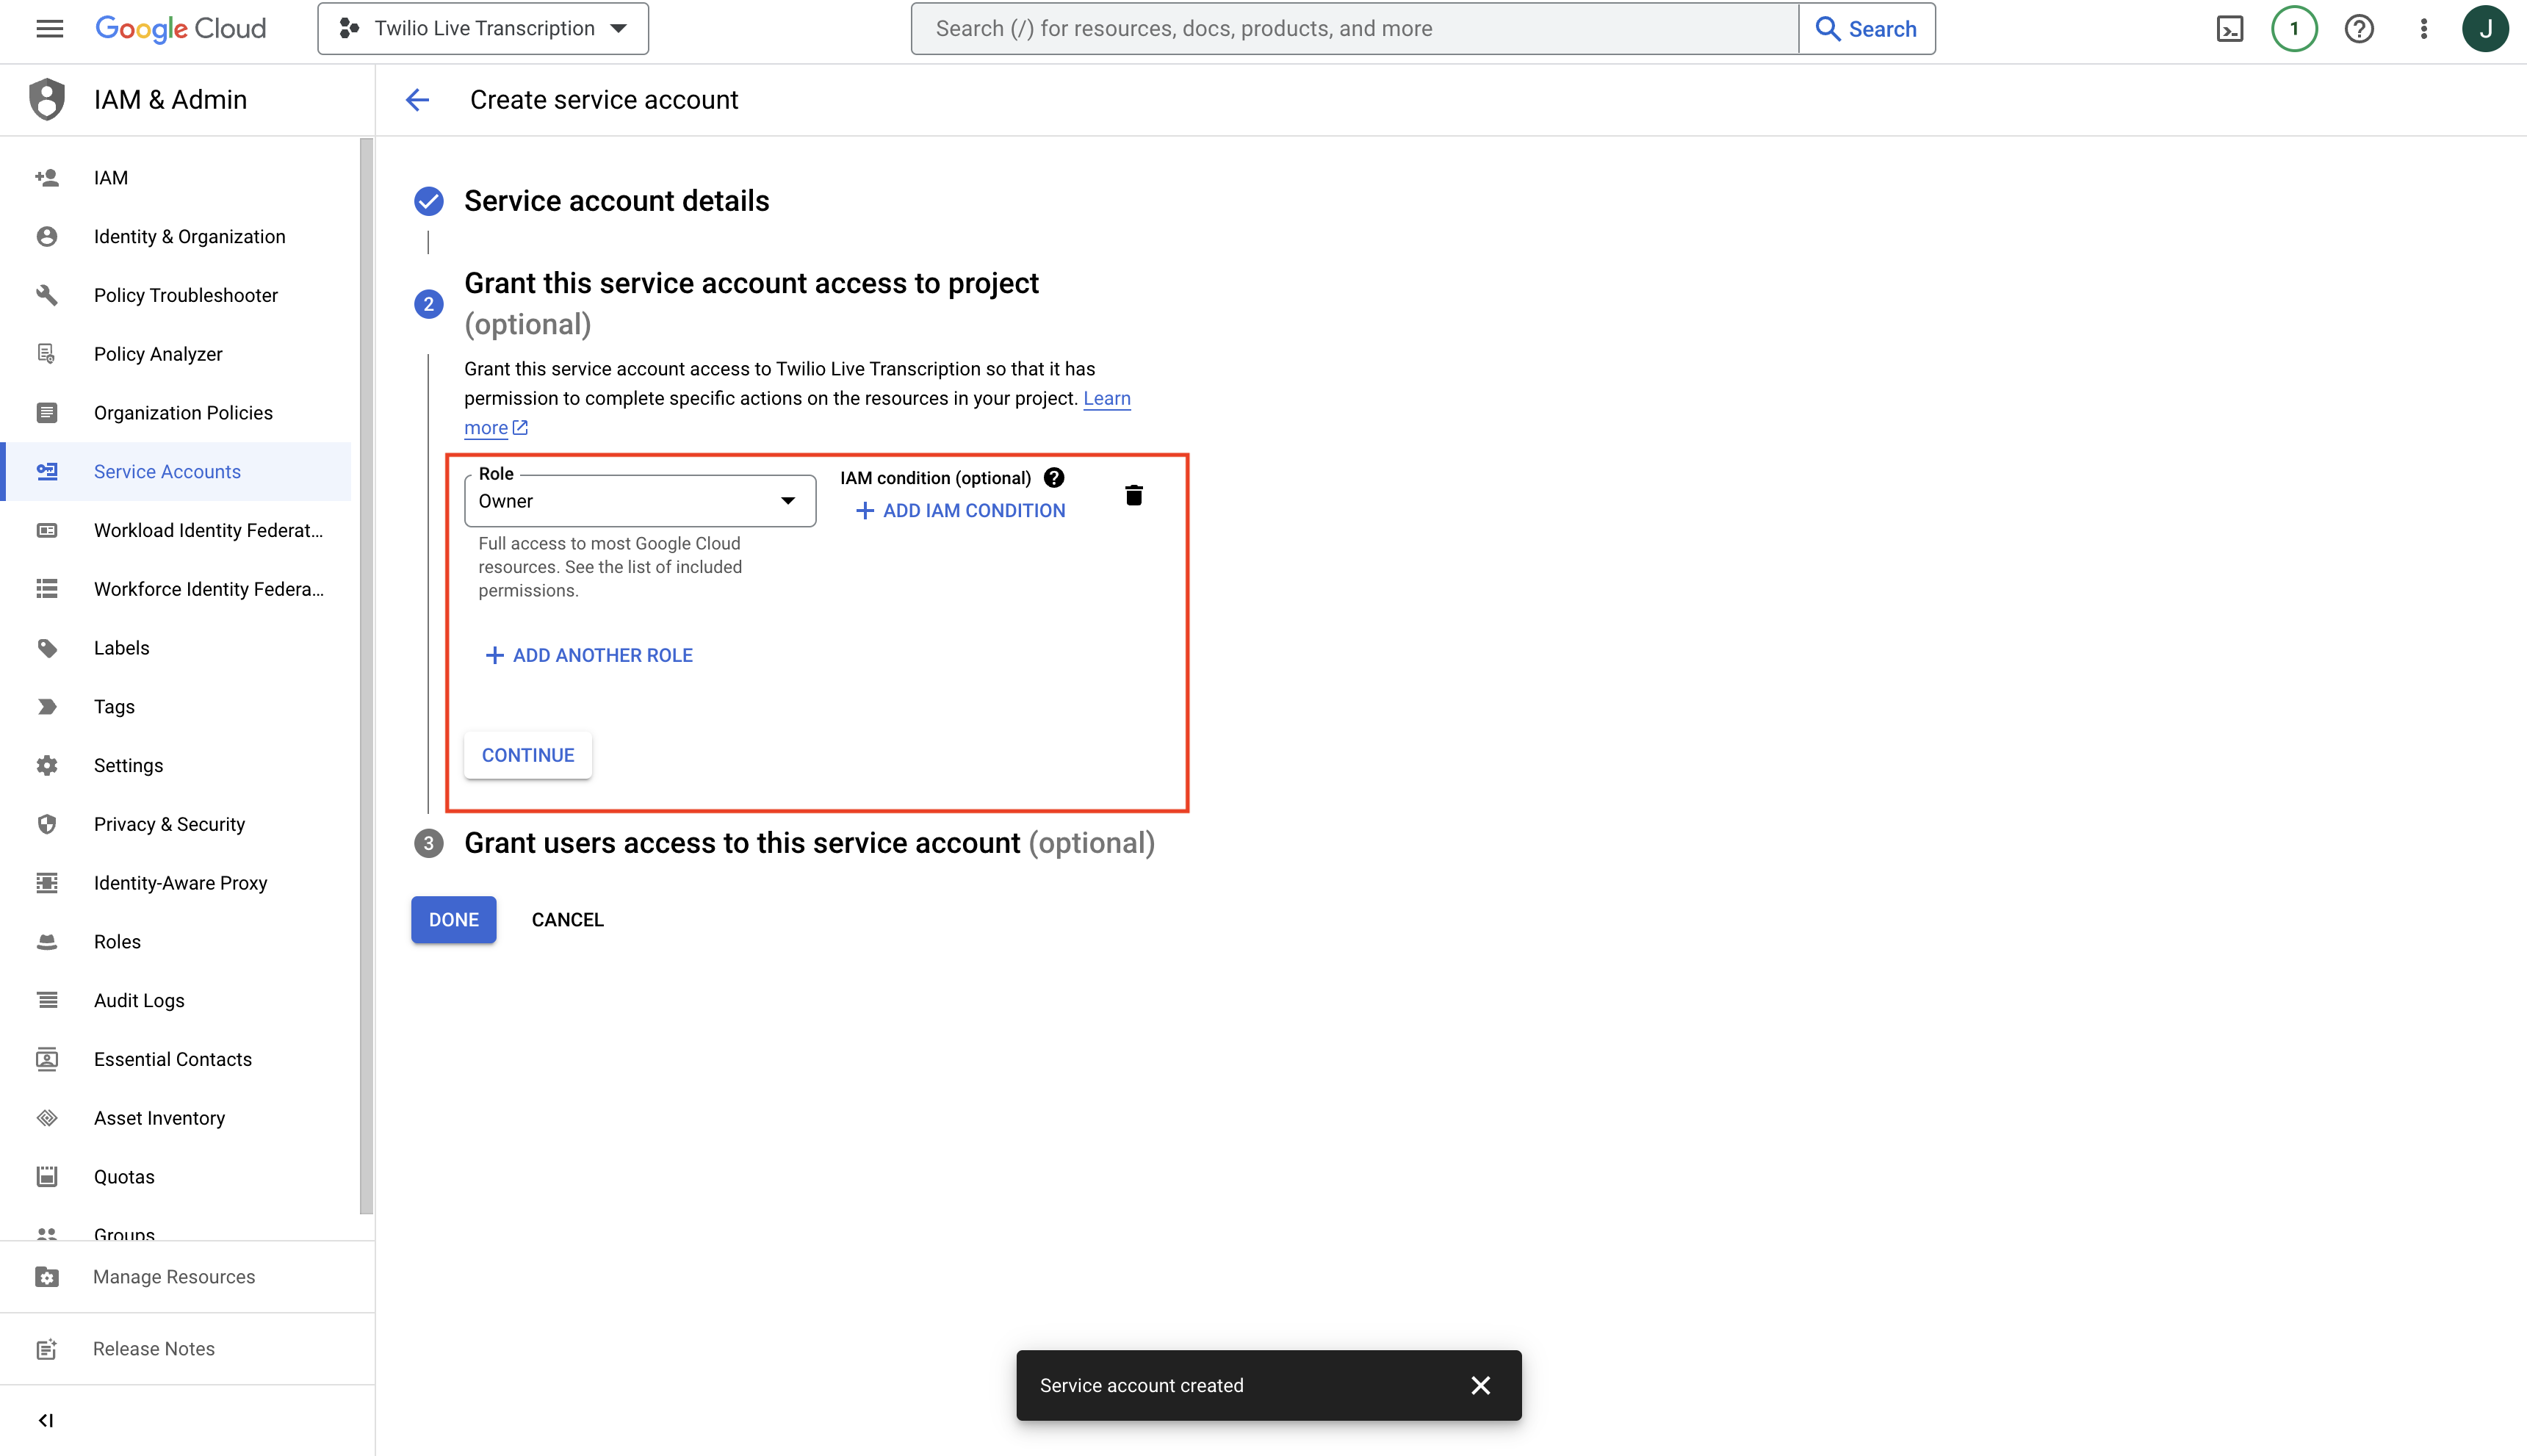 Google Cloud
Twilio Live Transcription
Search (/) for resources, docs, products, and more
Search
1
J
IAM & Admin
Create service account
IAM
Identity & Organization
Policy Troubleshooter
Policy Analyzer
Organization Policies
Service Accounts
Workload Identity Federat...
Workforce Identity Federa...
Labels
Tags
Settings
Privacy & Security
Identity-Aware Proxy
Roles
Audit Logs
Essential Contacts
Asset Inventory
Quotas
Groups
Manage Resources
Release Notes
Service account details
2
Grant this service account access to project
(optional)
Grant this service account access to Twilio Live Transcription so that it has
permission to complete specific actions on the resources in your project. Learn
more
Role
Owner
IAM condition (optional)
+ ADD IAM CONDITION
Full access to most Google Cloud
resources. See the list of included
permissions.
+ ADD ANOTHER ROLE
CONTINUE
3
Grant users access to this service account (optional)
DONE
CANCEL
Service account created